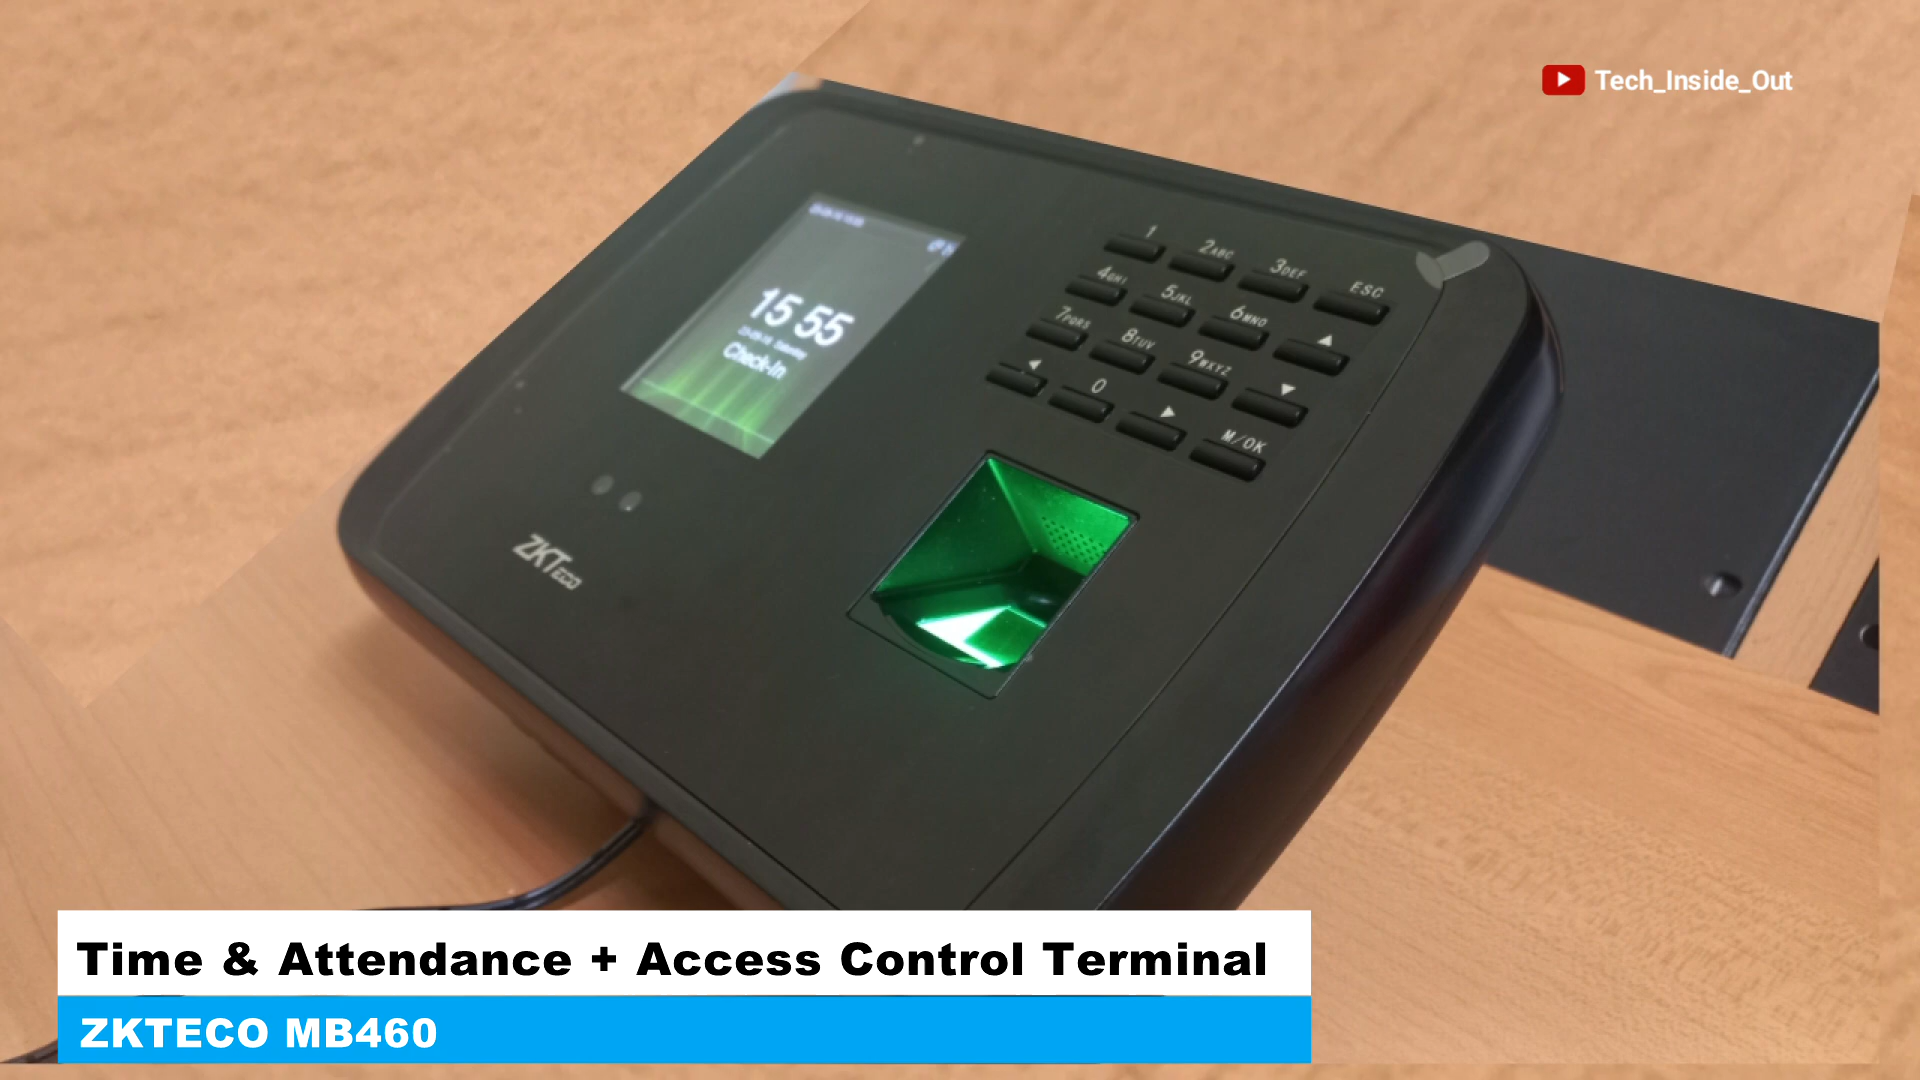 Tech_Inside_Out
15 55
Check-In
1
2ABC
3DEF
ESC
4GHI
5JKL
6MNO
7PQRS
8TUV
9WXYZ
0
M/OK
ZKTECO
Time & Attendance + Access Control Terminal
ZKTECO MB460